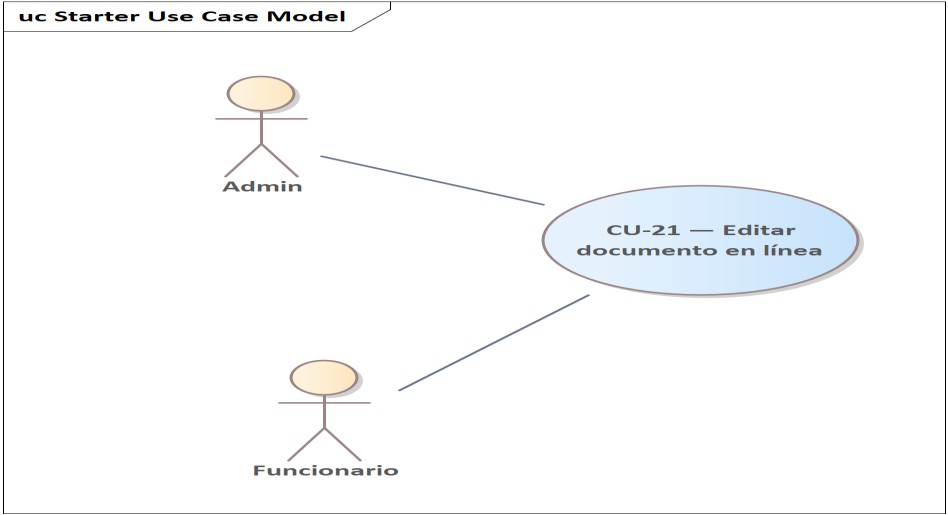 uc Starter Use Case Model
Admin
CU-21 — Editar
documento en línea
Funcionario